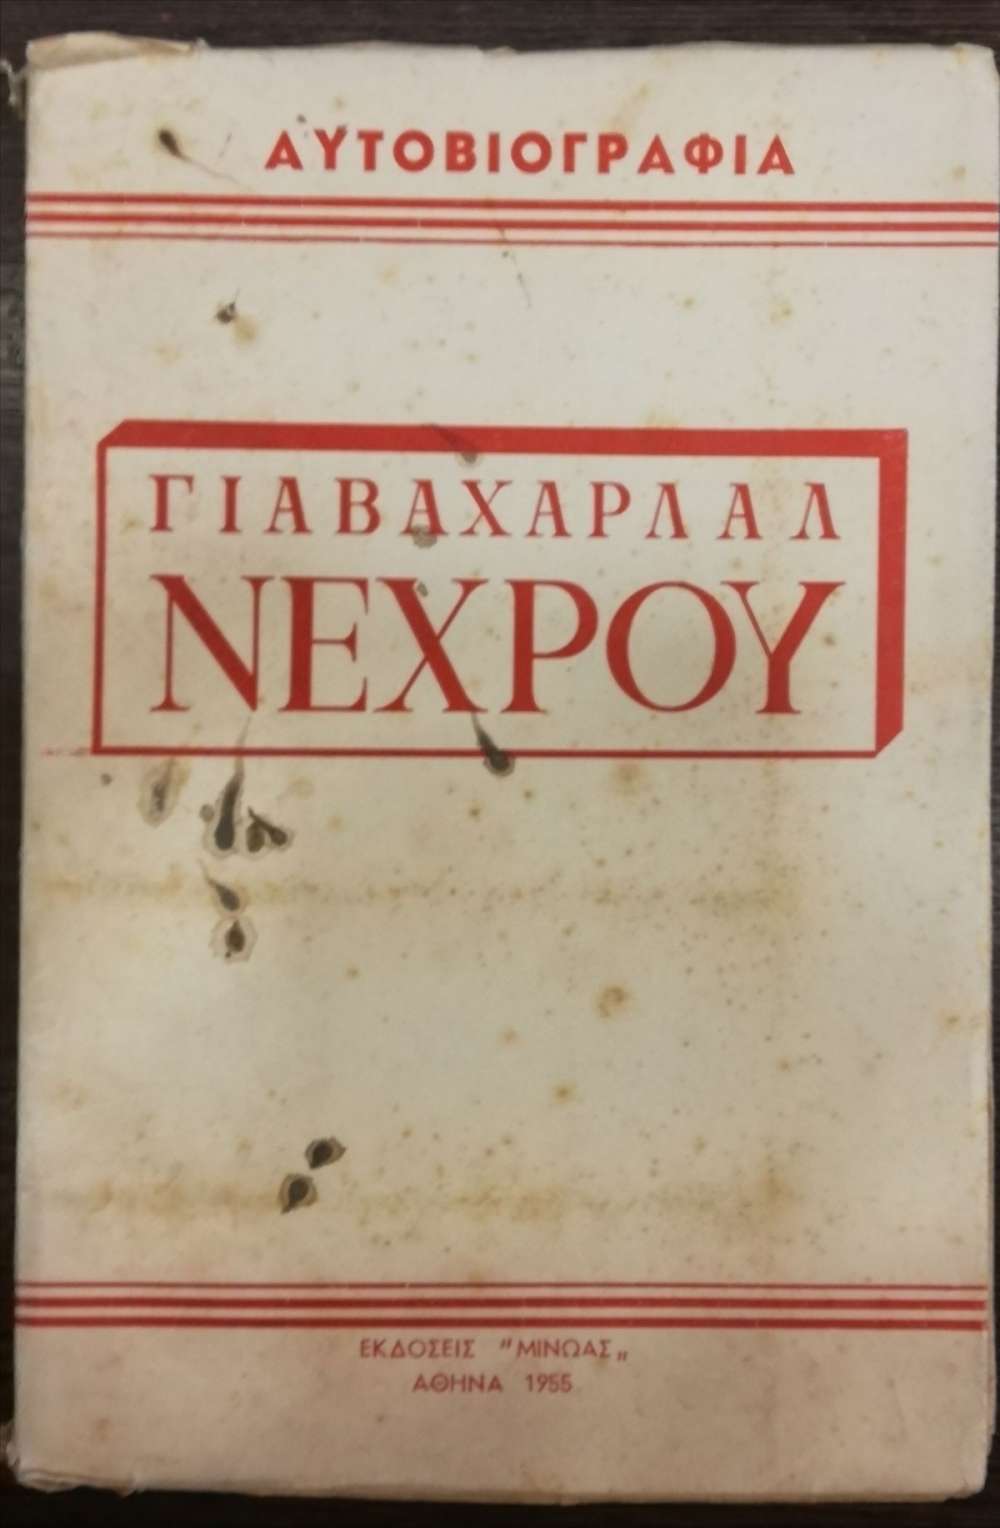 ΑΥΤΟΒΙΟΓΡΑΦΙΑ
ΓΙΑΒΑΧΑΡΛΑΛ
ΝΕΧΡΟΥ
ΕΚΔΟΣΕΙΣ "ΜΙΝΩΑΣ„
ΑΘΗΝΑ 1955